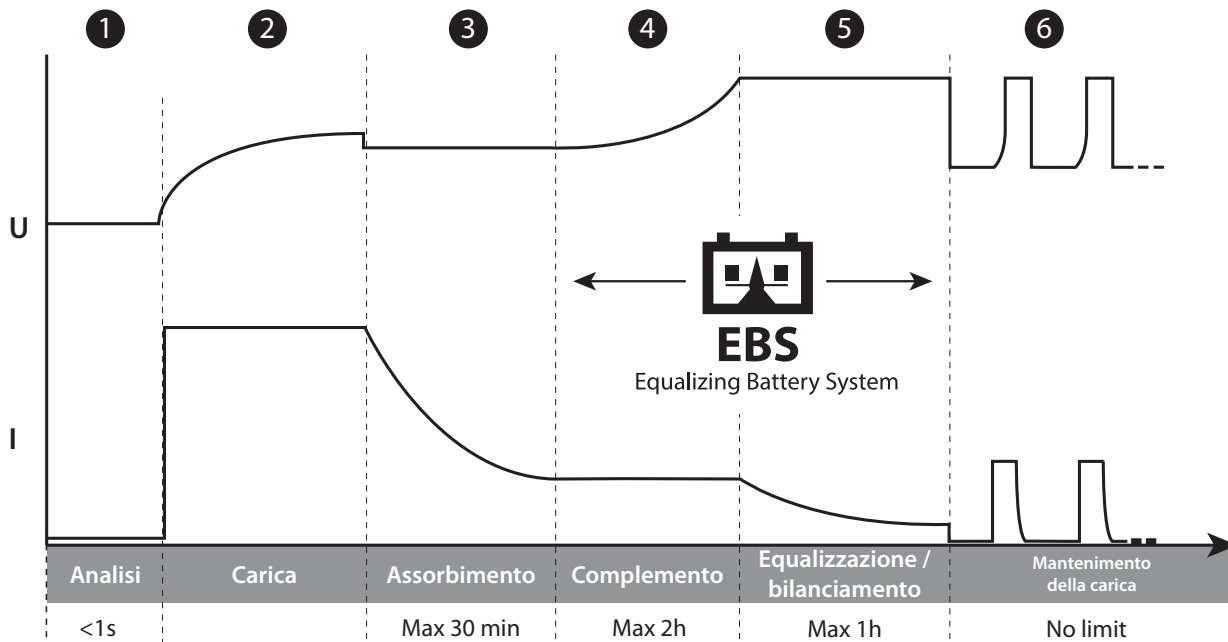 1 2 3 4 5 6
U
EBS
Equalizing Battery System
I
Analisi Carica Assorbimento Complemento Equalizzazione / bilanciamento Mantenimento della carica
<1s Max 30 min Max 2h Max 1h No limit